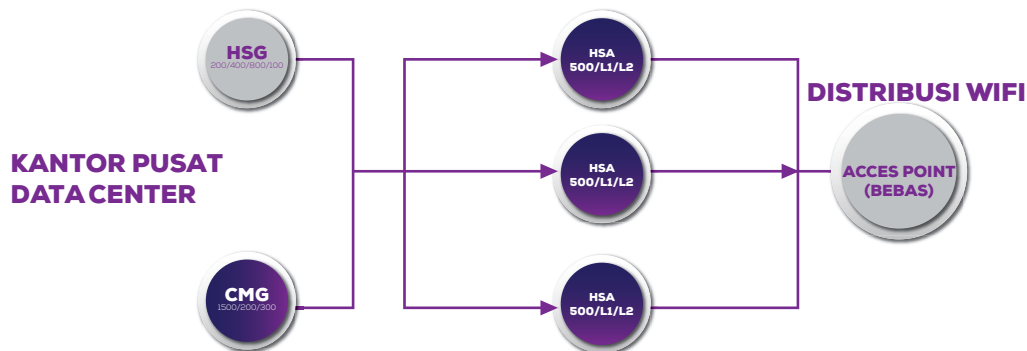 HSG
200/400/800/100
KANTOR PUSAT
DATA CENTER
CMG
1500/200/300
HSA
500/L1/L2
HSA
500/L1/L2
HSA
500/L1/L2
DISTRIBUSI WIFI
ACCES POINT
(BEBAS)